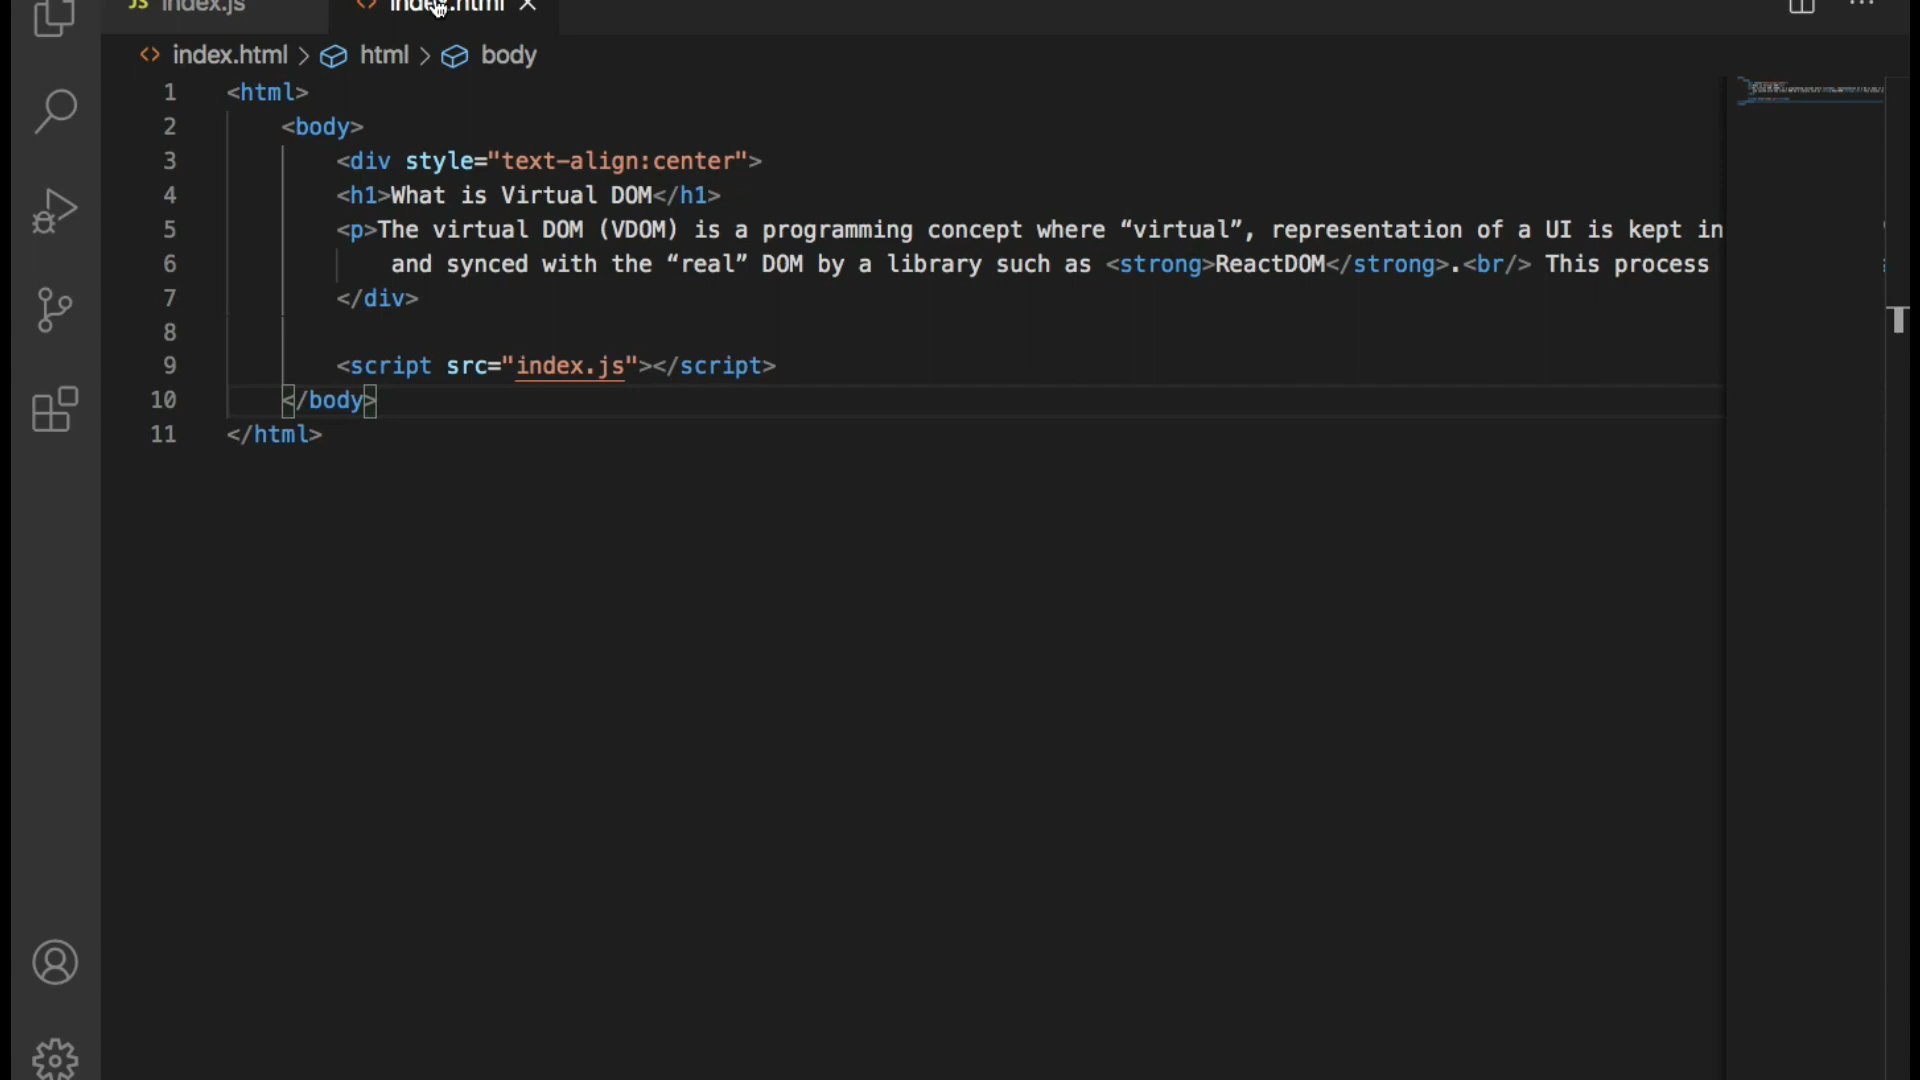 JS index.js
index.html
index.html > html > body
1 <html>
2 <body>
3 <div style="text-align:center">
4 <h1>What is Virtual DOM</h1>
5 <p>The virtual DOM (VDOM) is a programming concept where “virtual”, representation of a UI is kept in
6 and synced with the “real” DOM by a library such as <strong>ReactDOM</strong>.<br/> This process
7 </div>
8
9 <script src="index.js"></script>
10 </body>
11 </html>